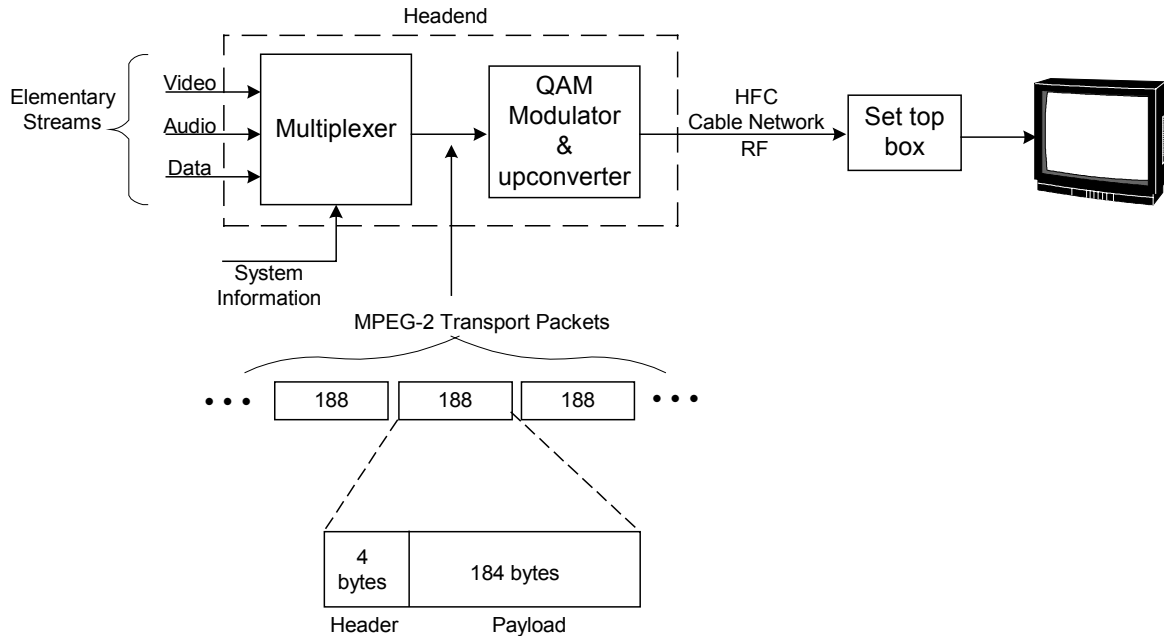 Headend
Elementary
Streams
Video
Audio
Data
Multiplexer
QAM
Modulator
&
upconverter
HFC
Cable Network
RF
Set top
box
System
Information
MPEG-2 Transport Packets
• • •
188
188
188
• • •
4
bytes
184 bytes
Header
Payload